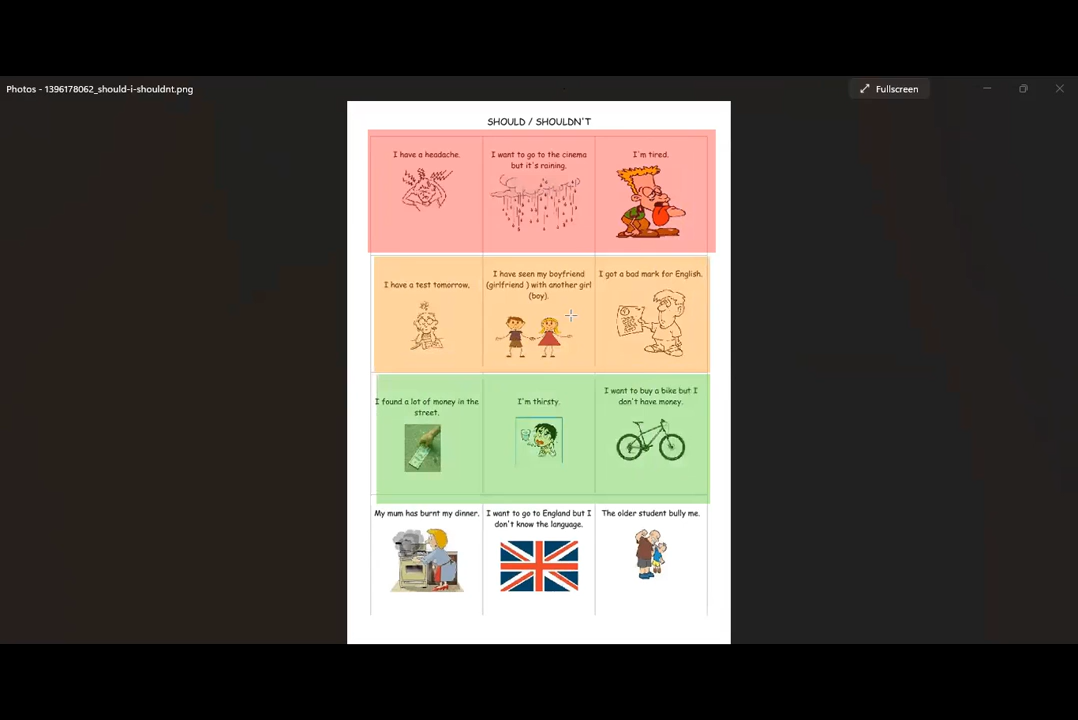 Photos - 1396178062_should-i-shouldnt.png
Fullscreen
SHOULD / SHOULDN'T
I have a headache.
I want to go to the cinema
but it's raining.
I'm tired.
I have a test tomorrow.
I have seen my boyfriend
(girlfriend ) with another girl
(boy).
I got a bad mark for English.
I found a lot of money in the
street.
I'm thirsty.
I want to buy a bike but I
don't have money.
My mum has burnt my dinner.
I want to go to England but I
don't know the language.
The older student bully me.